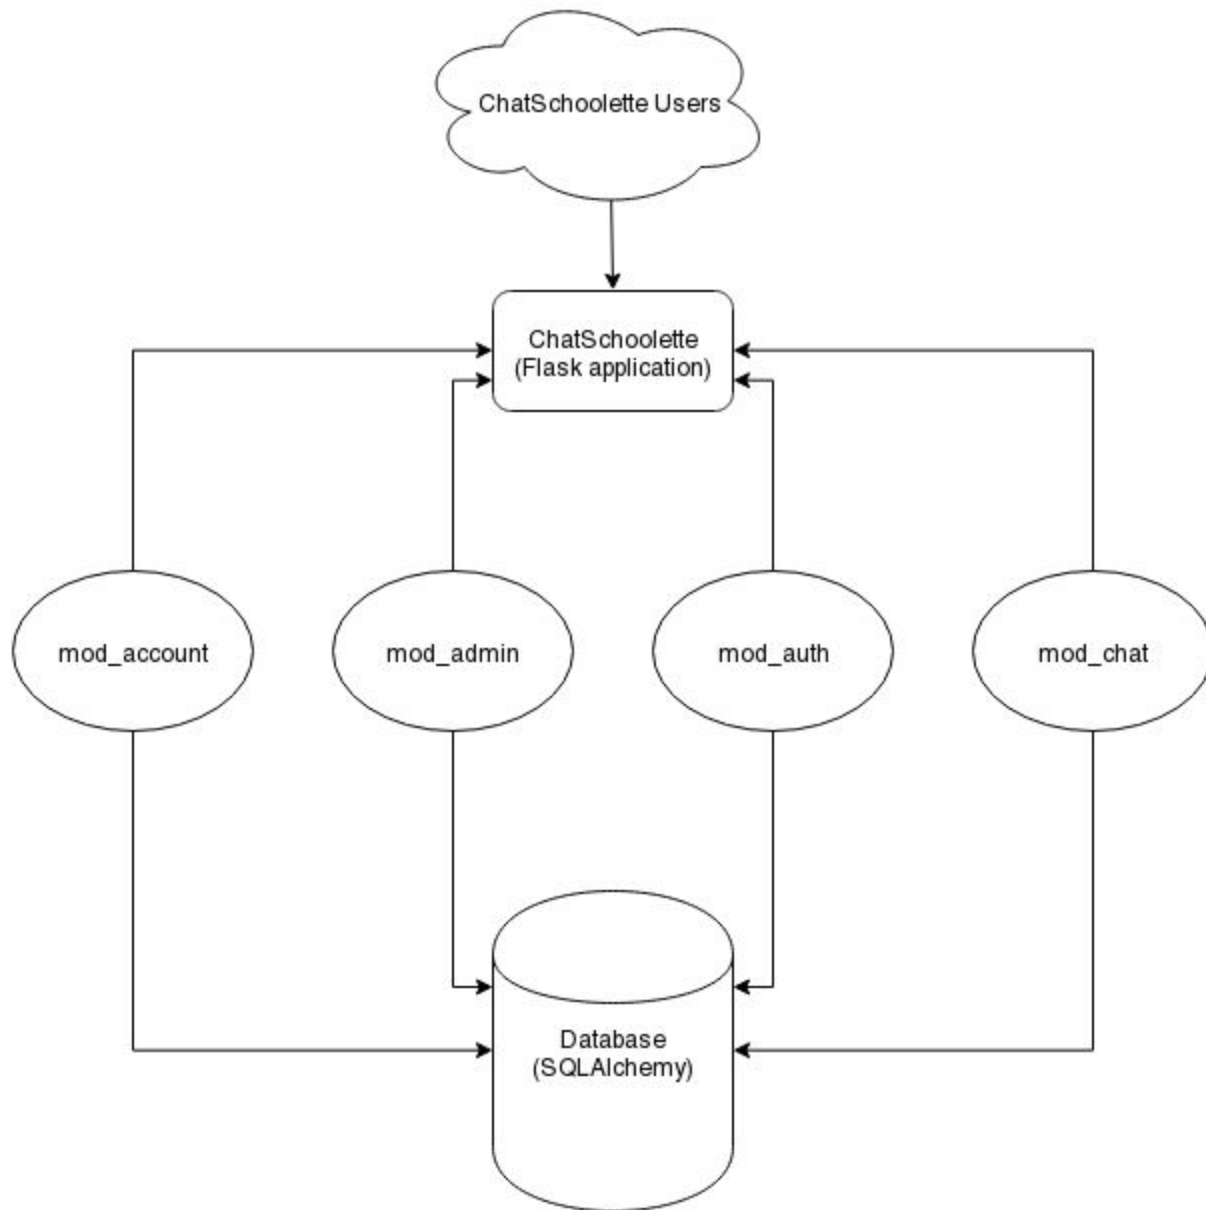 ChatSchoolette Users
ChatSchoolette
(Flask application)
mod_account
mod_admin
mod_auth
mod_chat
Database
(SQLAlchemy)